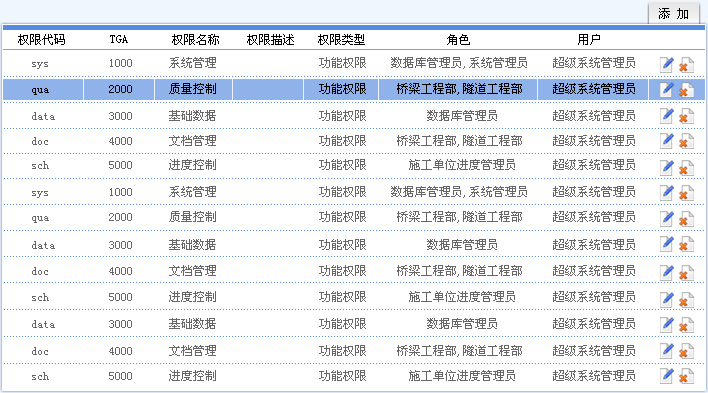 添 加
权限代码 TGA 权限名称 权限描述 权限类型 角色 用户
sys 1000 系统管理 功能权限 数据库管理员,系统管理员 超级系统管理员
qua 2000 质量控制 功能权限 桥梁工程部,隧道工程部 超级系统管理员
data 3000 基础数据 功能权限 数据库管理员 超级系统管理员
doc 4000 文档管理 功能权限 桥梁工程部,隧道工程部 超级系统管理员
sch 5000 进度控制 功能权限 施工单位进度管理员 超级系统管理员
sys 1000 系统管理 功能权限 数据库管理员,系统管理员 超级系统管理员
qua 2000 质量控制 功能权限 桥梁工程部,隧道工程部 超级系统管理员
data 3000 基础数据 功能权限 数据库管理员 超级系统管理员
doc 4000 文档管理 功能权限 桥梁工程部,隧道工程部 超级系统管理员
sch 5000 进度控制 功能权限 施工单位进度管理员 超级系统管理员
data 3000 基础数据 功能权限 数据库管理员 超级系统管理员
doc 4000 文档管理 功能权限 桥梁工程部,隧道工程部 超级系统管理员
sch 5000 进度控制 功能权限 施工单位进度管理员 超级系统管理员